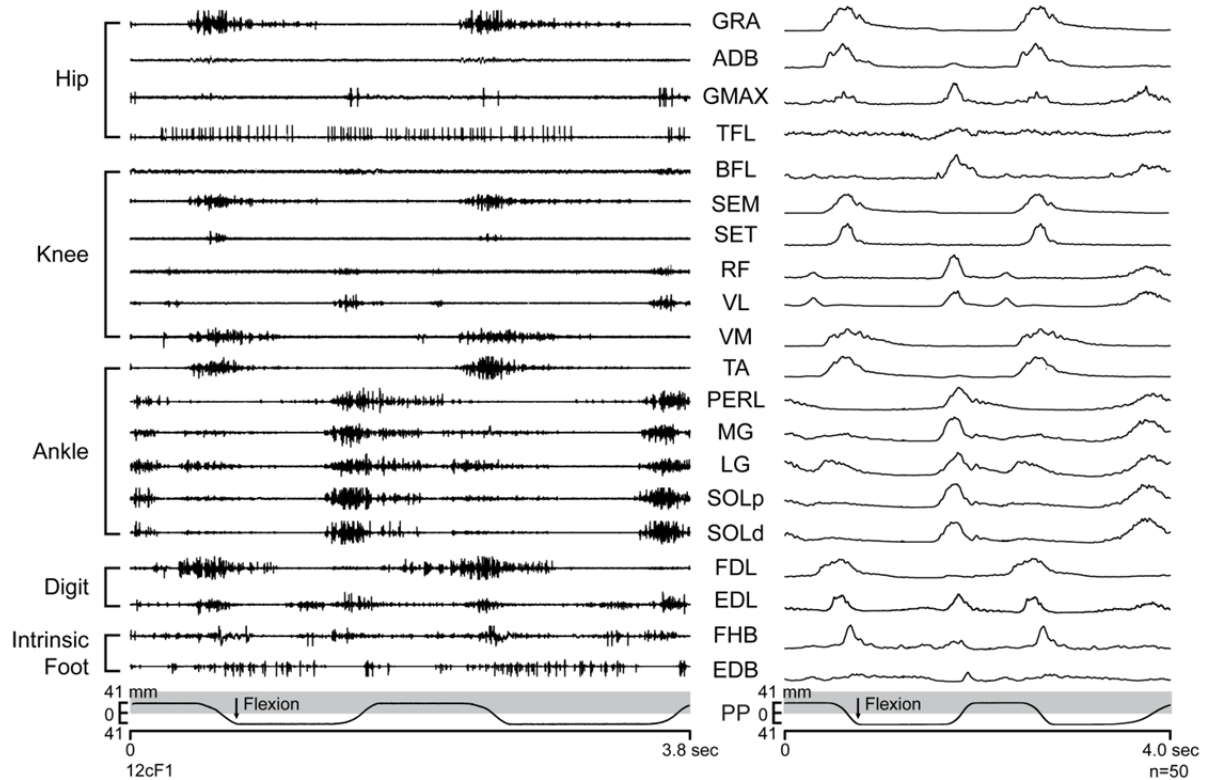 Hip
Knee
Ankle
Digit
Intrinsic
Foot
GRA
ADB
GMAX
TFL
BFL
SEM
SET
RF
VL
VM
TA
PERL
MG
LG
SOLp
SOLd
FDL
EDL
FHB
EDB
PP
41 mm
0
41
Flexion
0
3.8 sec
12cF1
41 mm
0
41
Flexion
0
4.0 sec
n=50